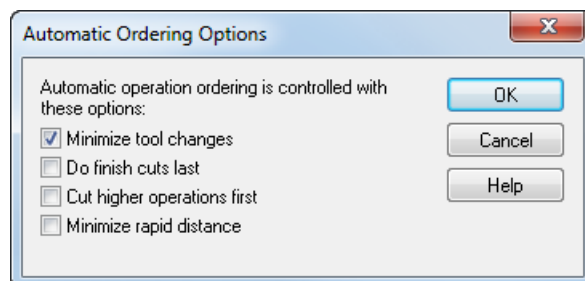 Automatic Ordering Options
Automatic operation ordering is controlled with
these options:
Minimize tool changes
Do finish cuts last
Cut higher operations first
Minimize rapid distance
OK
Cancel
Help